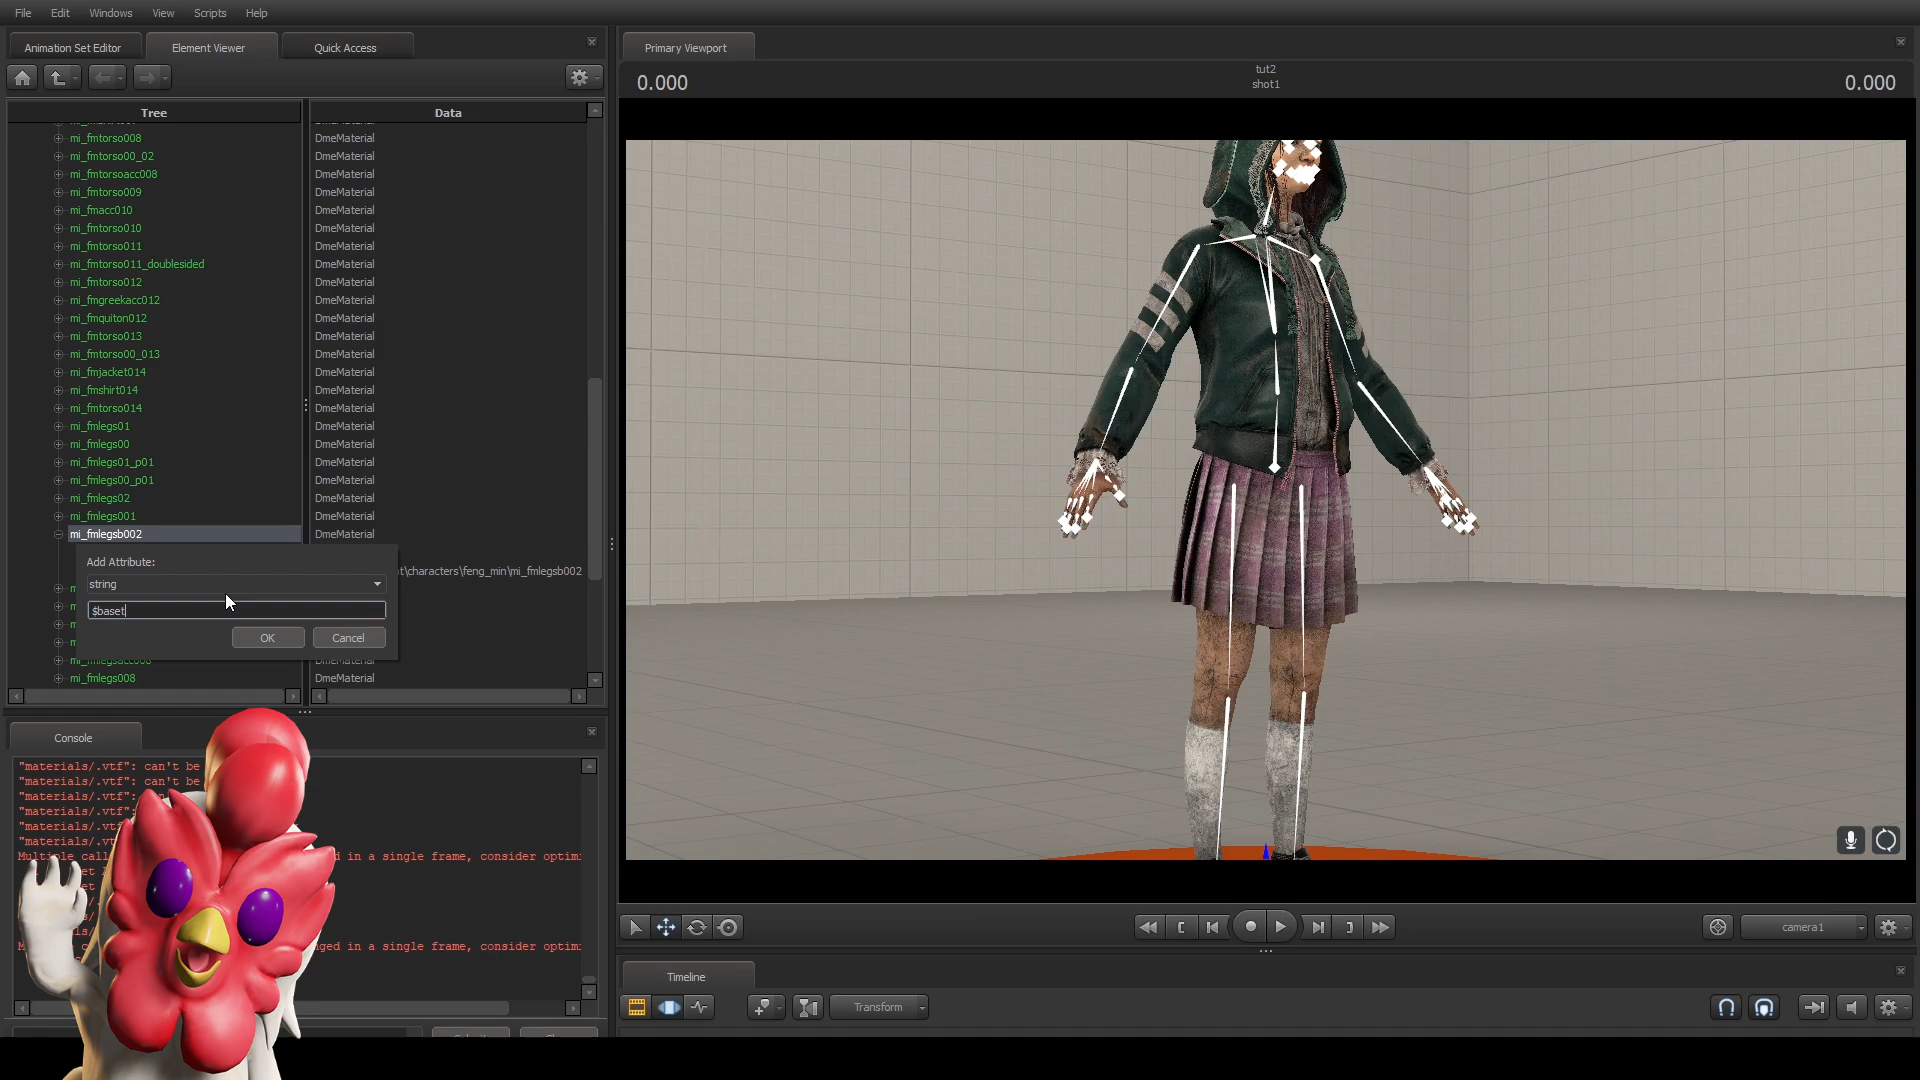 File Edit Windows View Scripts Help
Animation Set Editor Element Viewer Quick Access
Primary Viewport
0.000 tut2 0.000
shot1
Tree Data
mi_fmtorso008 DmeMaterial
mi_fmtorso00_02 DmeMaterial
mi_fmtorsoacc008 DmeMaterial
mi_fmtorso009 DmeMaterial
mi_fmacc010 DmeMaterial
mi_fmtorso010 DmeMaterial
mi_fmtorso011 DmeMaterial
mi_fmtorso011_doublesided DmeMaterial
mi_fmtorso012 DmeMaterial
mi_fmgreekacc012 DmeMaterial
mi_fmquiton012 DmeMaterial
mi_fmtorso013 DmeMaterial
mi_fmtorso00_013 DmeMaterial
mi_fmjacket014 DmeMaterial
mi_fmshirt014 DmeMaterial
mi_fmtorso014 DmeMaterial
mi_fmlegs01 DmeMaterial
mi_fmlegs00 DmeMaterial
mi_fmlegs01_p01 DmeMaterial
mi_fmlegs00_p01 DmeMaterial
mi_fmlegs02 DmeMaterial
mi_fmlegs001 DmeMaterial
mi_fmlegsb002 DmeMaterial
Add Attribute:
t\characters\feng_min\mi_fmlegsb002
string
$baset
OK Cancel
mi_fmlegs008 DmeMaterial
Console
"materials/.vtf": can't be
"materials/.vtf": can't be
"materials/.vtf":
"materials/.vtf"
"materials/.vtf
"materials/.vt
Multiple call d in a single frame, consider optim
ged in a single frame, consider optim
camera1
Timeline
Transform